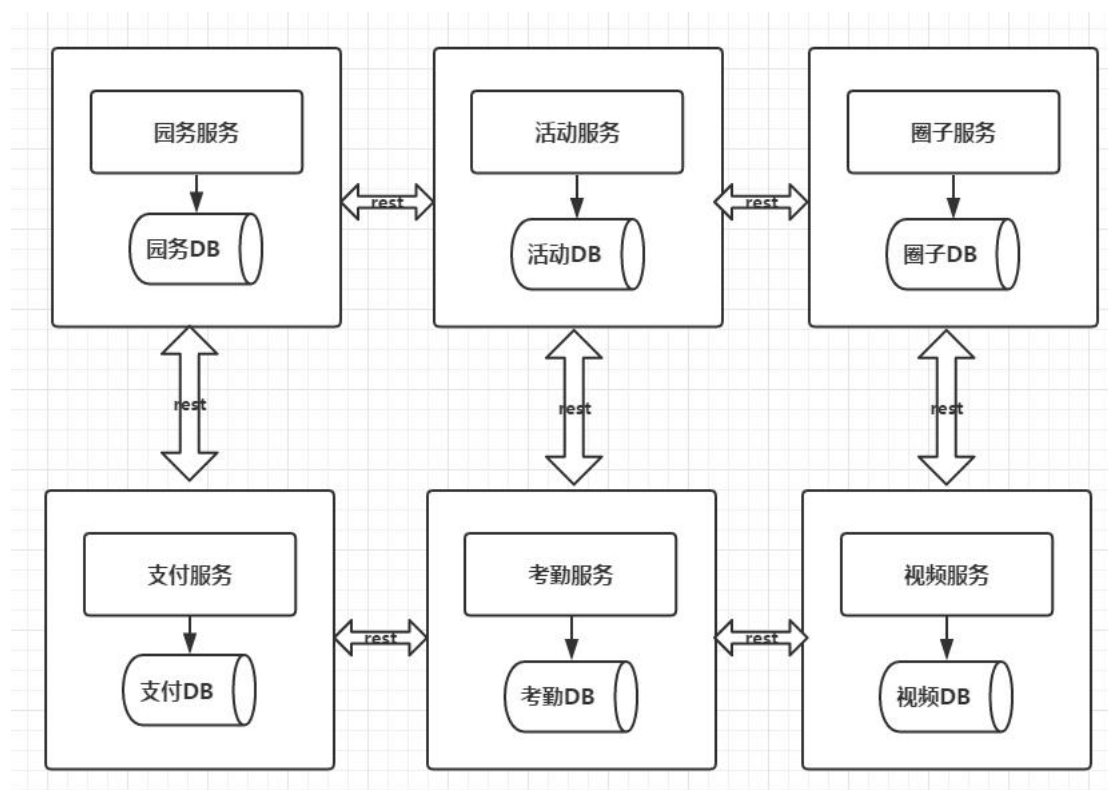 园务服务
活动服务
圈子服务
rest
rest
园务DB
活动DB
圈子DB
rest
rest
rest
支付服务
考勤服务
视频服务
rest
rest
支付DB
考勤DB
视频DB